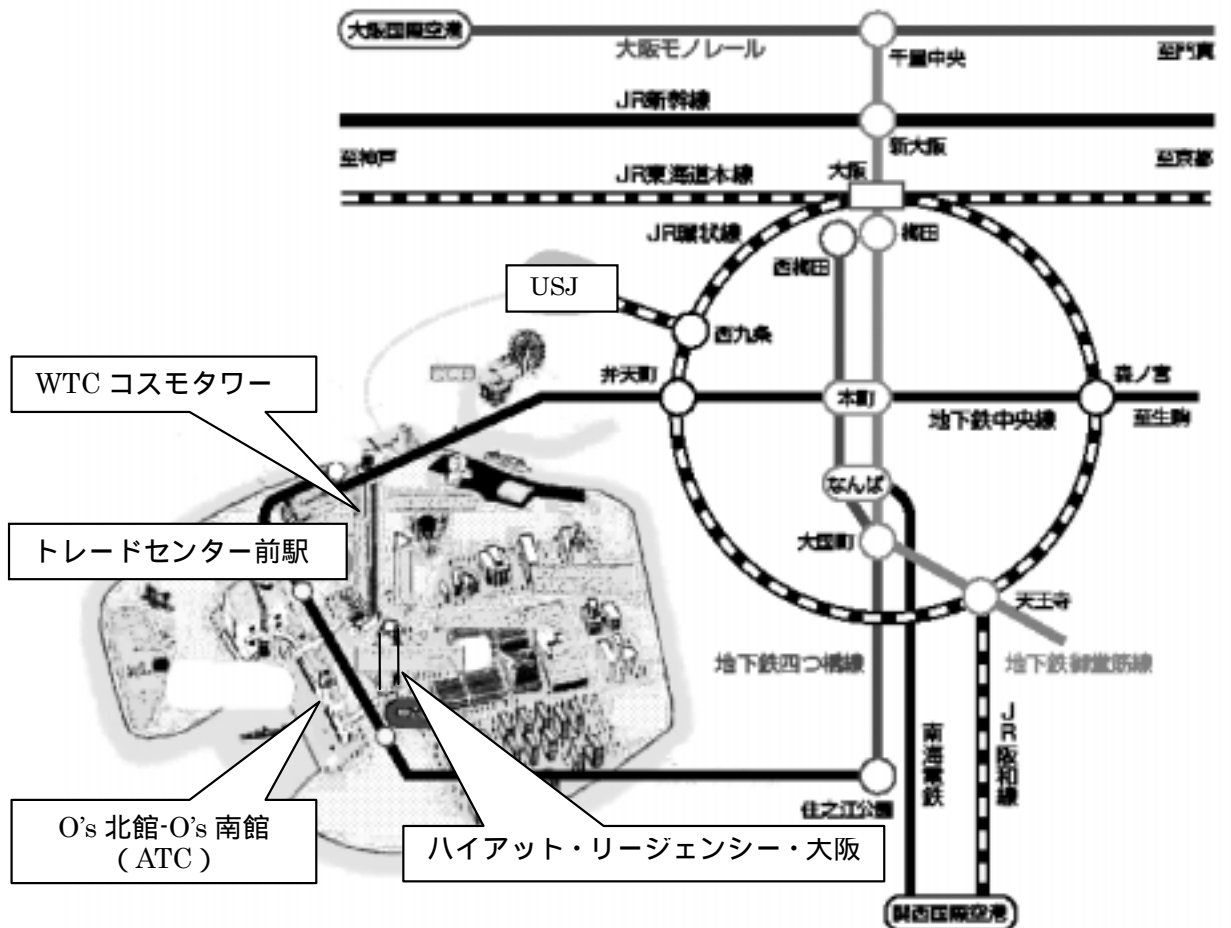 大阪国際空港
大阪モノレール
千里中央
至門真
JR新幹線
新大阪
至神戸
至京都
JR東海道本線
大阪
JR環状線
梅田
西梅田
USJ
西九条
WTC コスモタワー
井天町
本町
森ノ宮
地下鉄中央線
至生駒
なんば
トレードセンター前駅
大国町
天王寺
地下鉄四つ橋線
地下鉄御堂筋線
南海電鉄
JR阪和線
住之江公園
O's 北館-O's 南館
( ATC )
ハイアット・リージェンシー・大阪
関西国際空港